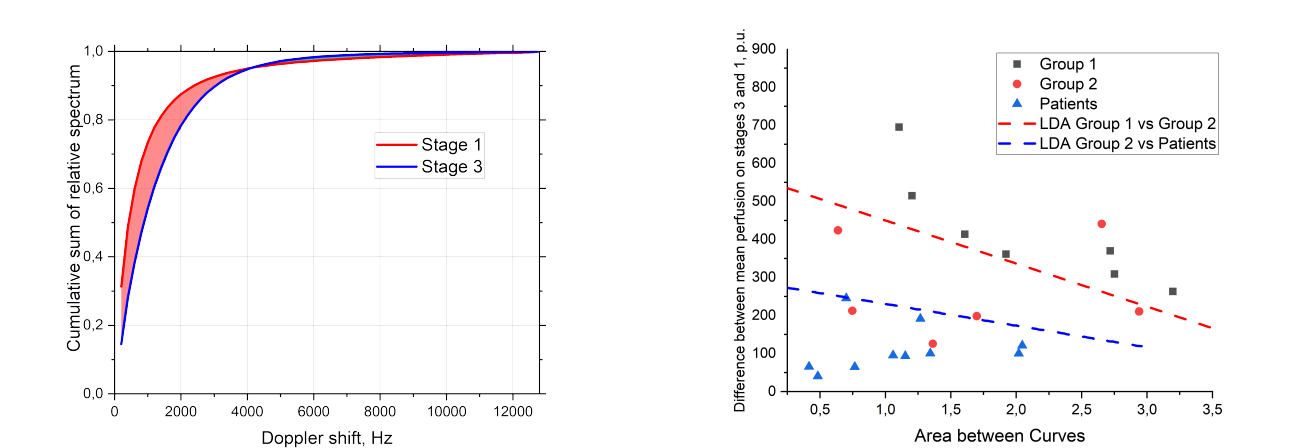 Cumulative sum of relative spectrum
1,0
0,8
0,6
0,4
0,2
0,0
0 2000 4000 6000 8000 10000 12000
Doppler shift, Hz
Stage 1
Stage 3
Difference between mean perfusion on stages 3 and 1, p.u.
900
800
700
600
500
400
300
200
100
0
0,5 1,0 1,5 2,0 2,5 3,0 3,5
Area between Curves
Group 1
Group 2
Patients
LDA Group 1 vs Group 2
LDA Group 2 vs Patients